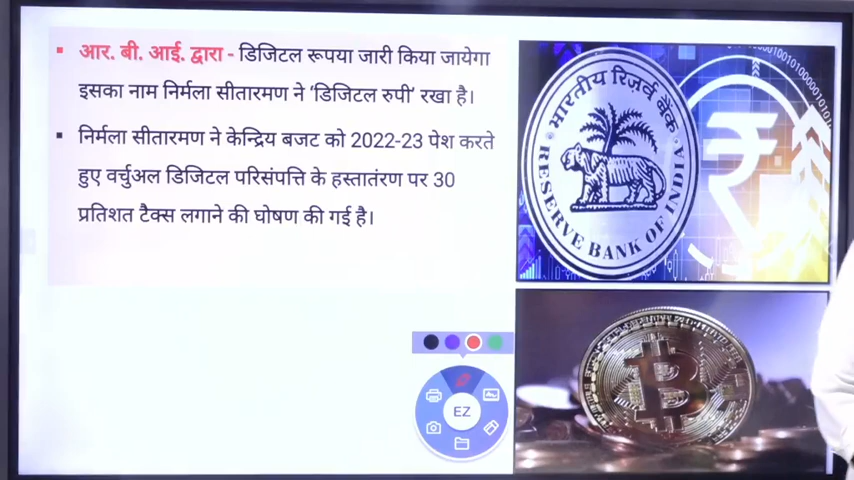 आर. बी. आई. द्वारा - डिजिटल रूपया जारी किया जायेगा
इसका नाम निर्मला सीतारमण ने ‘डिजिटल रुपी’ रखा है।
निर्मला सीतारमण ने केन्द्रिय बजट को 2022-23 पेश करते
हुए वर्चुअल डिजिटल परिसंपत्ति के हस्तातंरण पर 30
प्रतिशत टैक्स लगाने की घोषण की गई है।
भारतीय रिज़र्व बैंक
RESERVE BANK OF INDIA
₹
EZ